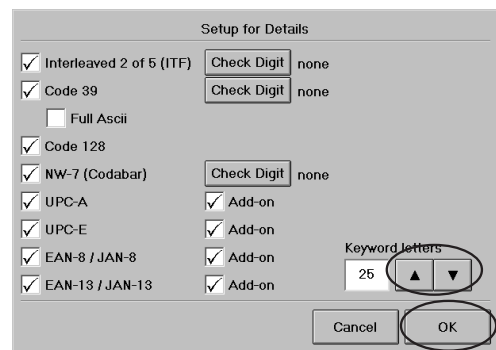 Setup for Details
Interleaved 2 of 5 (ITF) Check Digit none
Code 39 Check Digit none
Full Ascii
Code 128
NW-7 (Codabar) Check Digit none
UPC-A Add-on
UPC-E Add-on
EAN-8 / JAN-8 Add-on
Keyword letters
25
EAN-13 / JAN-13 Add-on
Cancel OK